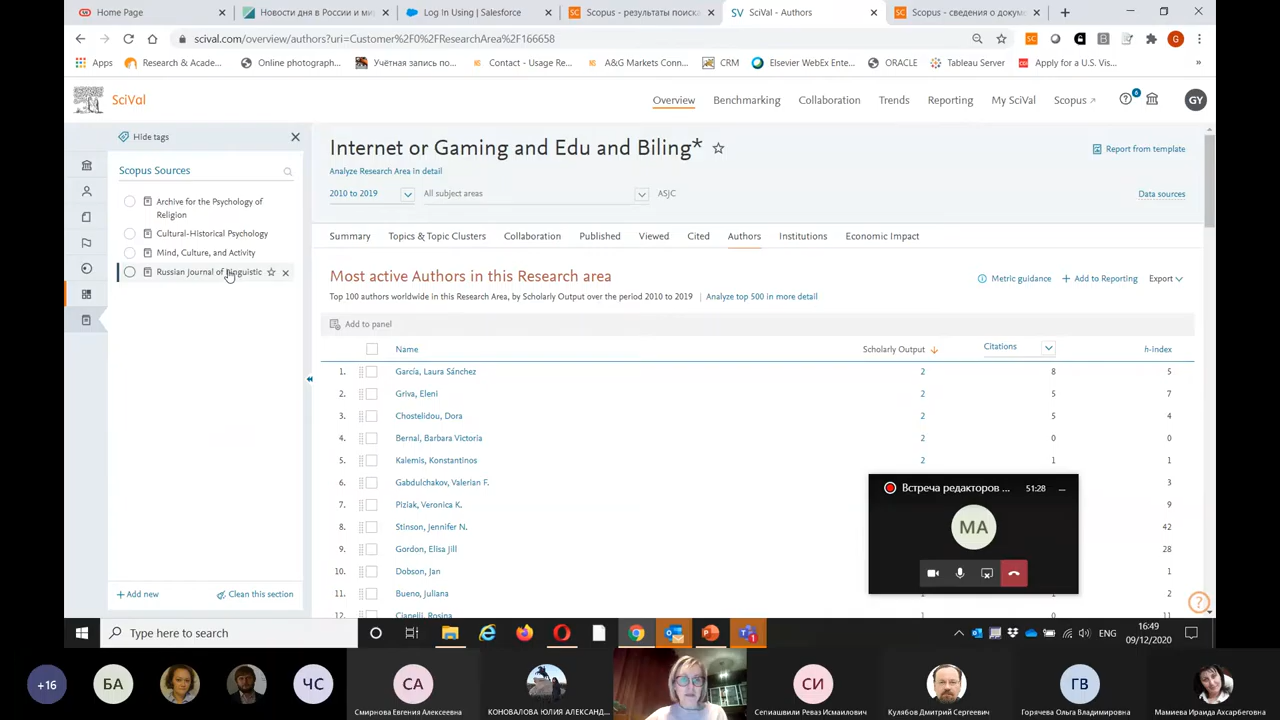 Home Page
Новости дня в России и ми
Log In Using | Salesforce
Scopus - результаты поиска
SciVal - Authors
Scopus - сведения о докум
scival.com/overview/authors?uri=Customer%2F0%2FResearchArea%2F166658
Apps
Research & Acade...
Online photograph...
Учётная запись по...
Contact - Usage Re...
A&G Markets Conn...
CRM
Elsevier WebEx Ente...
ORACLE
Tableau Server
Apply for a U.S. Vis...
SciVal
Overview
Benchmarking
Collaboration
Trends
Reporting
My SciVal
Scopus
6
GY
Hide tags
Scopus Sources
Archive for the Psychology of
Religion
Cultural-Historical Psychology
Mind, Culture, and Activity
Russian Journal of Linguistic
Add new
Clean this section
Internet or Gaming and Edu and Biling*
Report from template
Analyze Research Area in detail
2010 to 2019
All subject areas
ASJC
Data sources
Summary
Topics & Topic Clusters
Collaboration
Published
Viewed
Cited
Authors
Institutions
Economic Impact
Most active Authors in this Research area
Metric guidance
+ Add to Reporting
Export
Top 100 authors worldwide in this Research Area, by Scholarly Output over the period 2010 to 2019 | Analyze top 500 in more detail
Add to panel
Name Scholarly Output Citations h-index
1. García, Laura Sánchez 2 8 5
2. Griva, Eleni 2 5 7
3. Chostelidou, Dora 2 5 4
4. Bernal, Barbara Victoria 2 0 0
5. Kaiemis, Konstantinos 2 1 1
6. Gabdulchakov, Valerian F. 3
7. Piziak, Veronica K. 9
8. Stinson, Jennifer N. 42
9. Gordon, Elisa Jill 28
10. Dobson, Jan 1
11. Bueno, Juliana 2
12. Cianelli, Rosina 1 0 11
Встреча редакторов ...
51:28
MA
?
Type here to search
ENG
16:49
09/12/2020
+16
БА
ЧС
СА
Смирнова Евгения Алексеевна
КОНОВАЛОВА ЮЛИЯ АЛЕКСАНД...
СИ
Сепиашвили Реваз Исмаилович
Кулябов Дмитрий Сергеевич
ГВ
Горячева Ольга Владимировна
Мамиева Ираида Ахсарбеговна